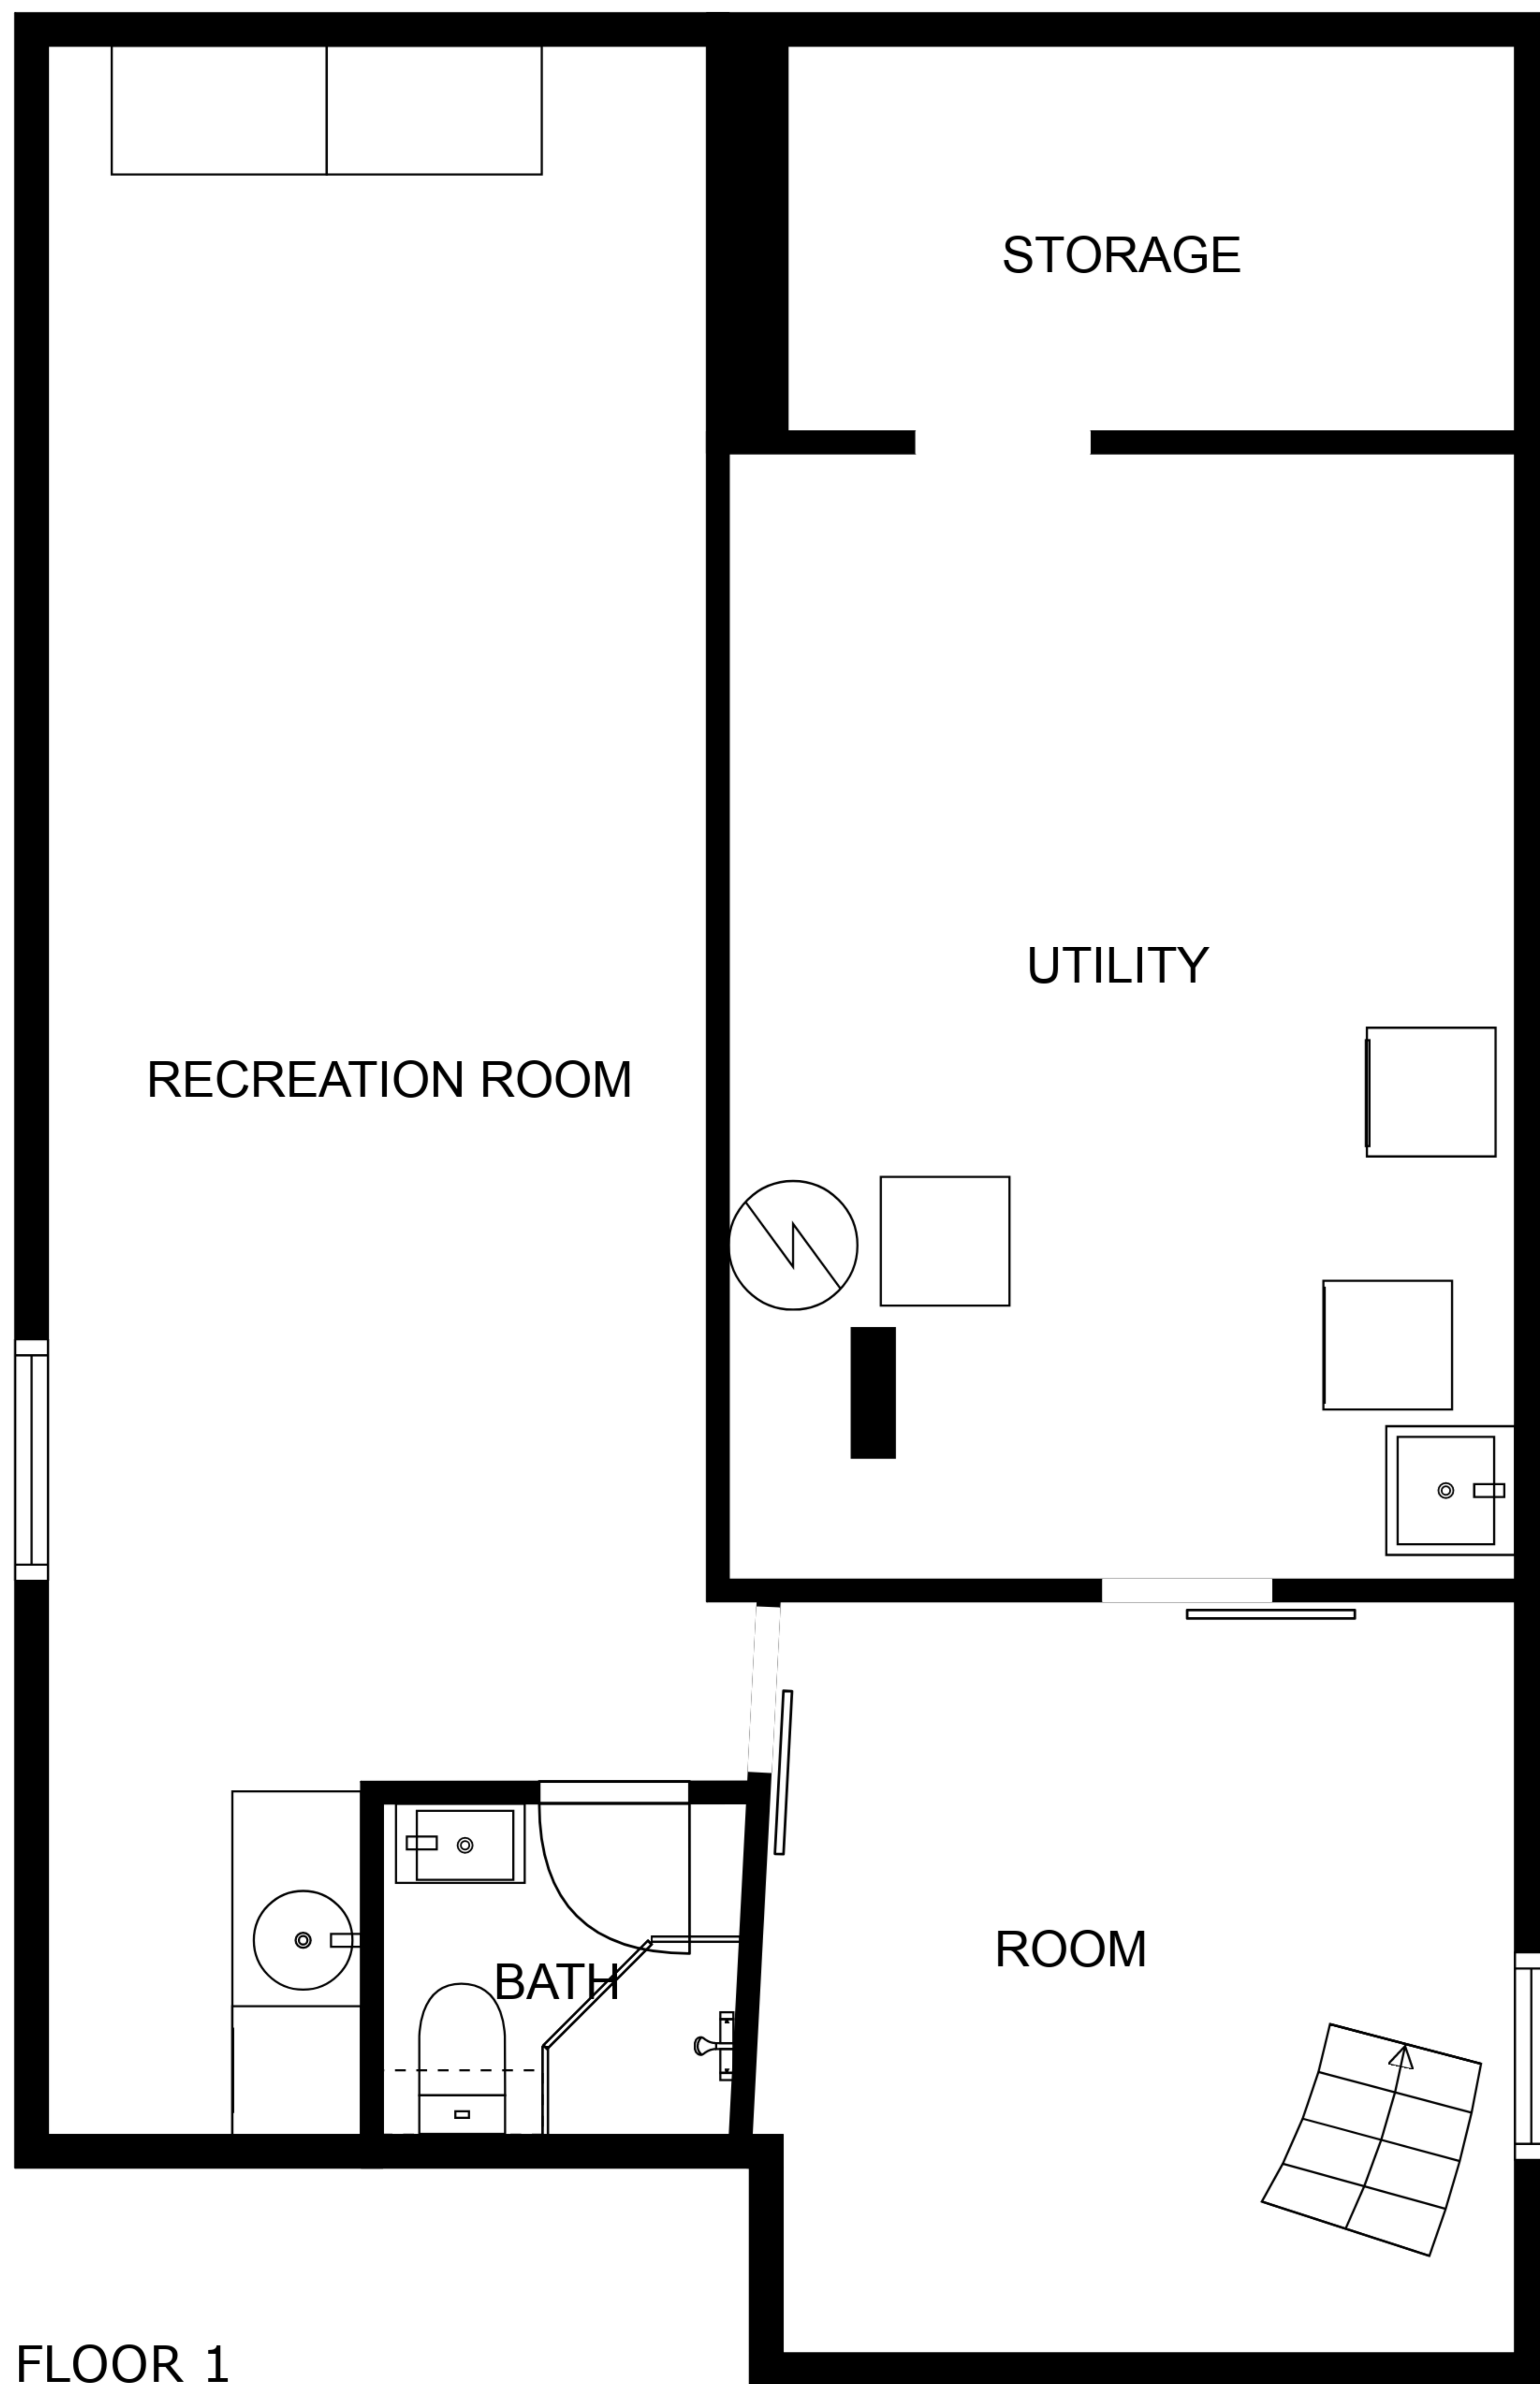 STORAGE
UTILITY
RECREATION ROOM
ROOM
BATH
FLOOR 1